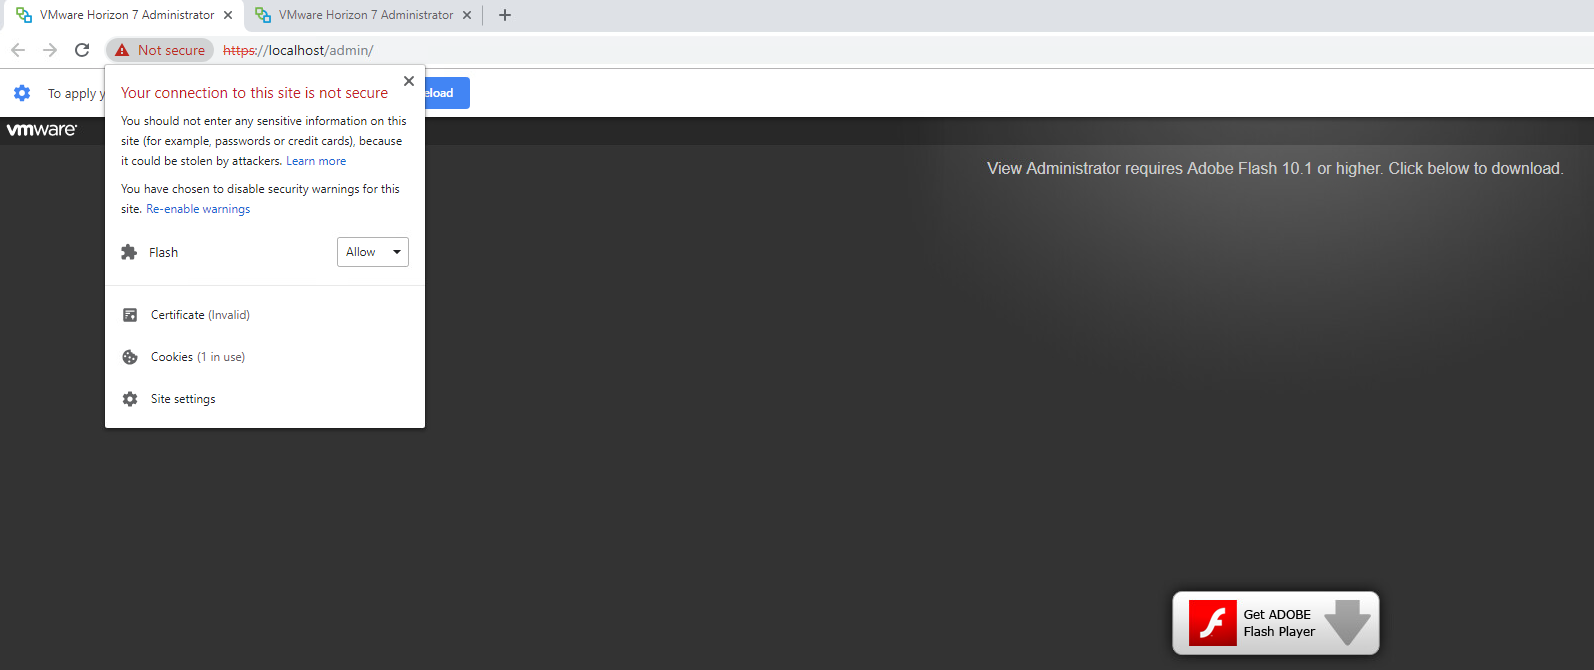 VMware Horizon 7 Administrator
VMware Horizon 7 Administrator
Not secure
https://localhost/admin/
To apply y
eload
Your connection to this site is not secure
You should not enter any sensitive information on this
site (for example, passwords or credit cards), because
it could be stolen by attackers. Learn more
You have chosen to disable security warnings for this
site. Re-enable warnings
Flash
Allow
Certificate (Invalid)
Cookies (1 in use)
Site settings
vmware
View Administrator requires Adobe Flash 10.1 or higher. Click below to download.
Get ADOBE
Flash Player